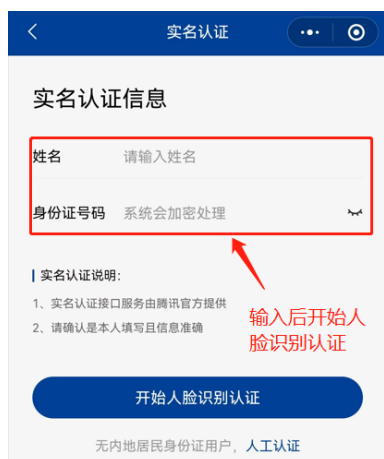 实名认证
实名认证信息
姓名 请输入姓名
身份证号码 系统会加密处理
实名认证说明:
1、实名认证接口服务由腾讯官方提供
2、请确认是本人填写且信息准确
输入后开始人
脸识别认证
开始人脸识别认证
无内地居民身份证用户，人工认证